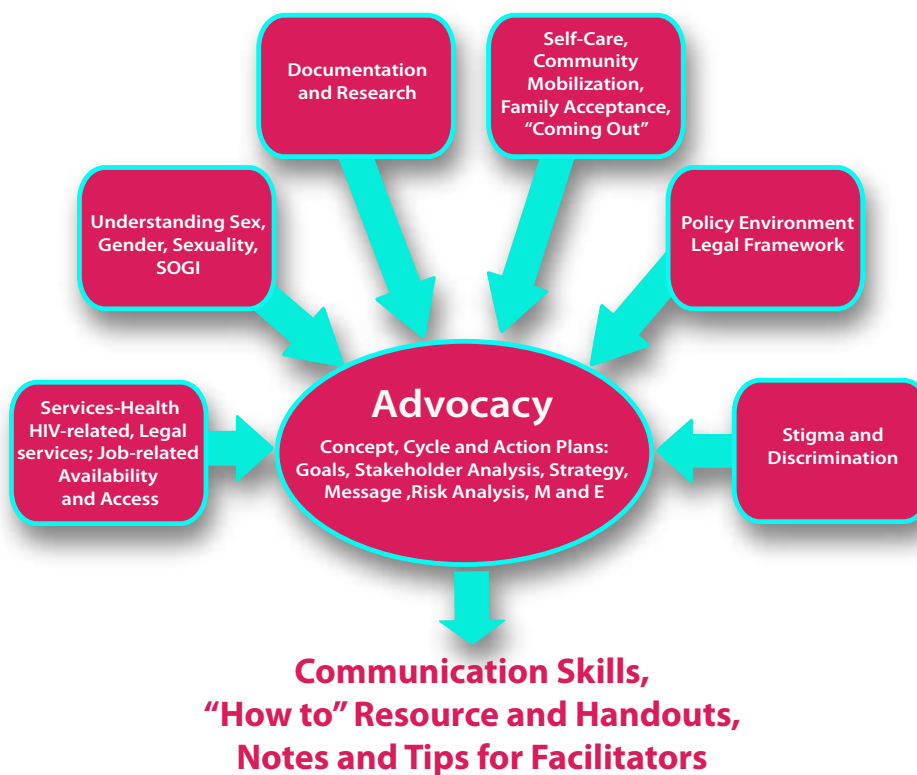 Documentation
and Research
Self-Care,
Community
Mobilization,
Family Acceptance,
“Coming Out”
Understanding Sex,
Gender, Sexuality,
SOGI
Policy Environment
Legal Framework
Services-Health
HIV-related, Legal
services; Job-related
Availability
and Access
Advocacy
Concept, Cycle and Action Plans:
Goals, Stakeholder Analysis, Strategy,
Message ,Risk Analysis, M and E
Stigma and
Discrimination
Communication Skills,
“How to” Resource and Handouts,
Notes and Tips for Facilitators